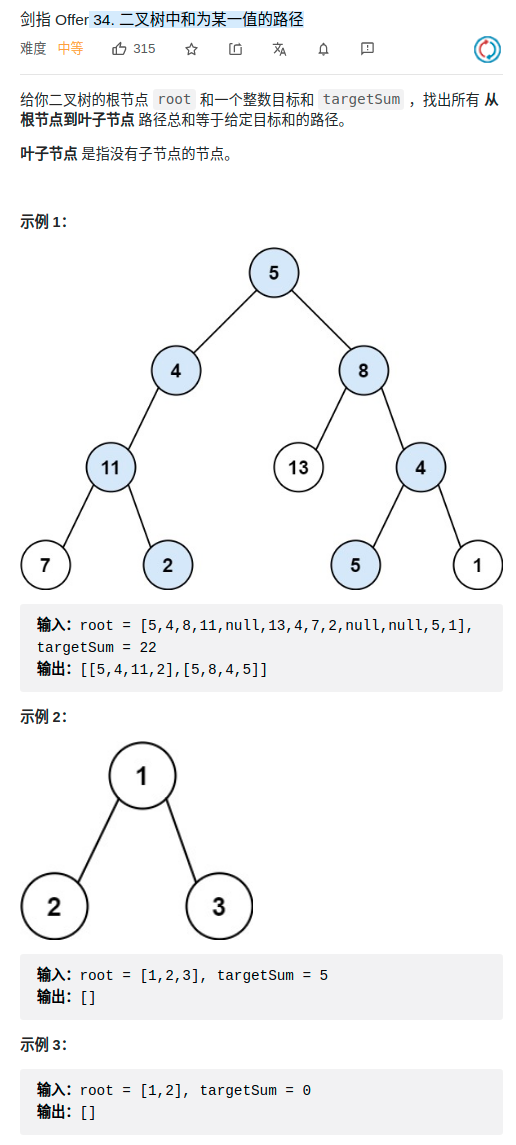 剑指 Offer 34. 二叉树中和为某一值的路径
难度 中等 315
给你二叉树的根节点 root 和一个整数目标和 targetSum ，找出所有 从
根节点到叶子节点 路径总和等于给定目标和的路径。
叶子节点 是指没有子节点的节点。
示例 1：
5
4 8
11 13 4
7 2 5 1
输入：root = [5,4,8,11,null,13,4,7,2,null,null,5,1],
targetSum = 22
输出：[[5,4,11,2],[5,8,4,5]]
示例 2：
1
2 3
输入：root = [1,2,3], targetSum = 5
输出：[]
示例 3：
输入：root = [1,2], targetSum = 0
输出：[]